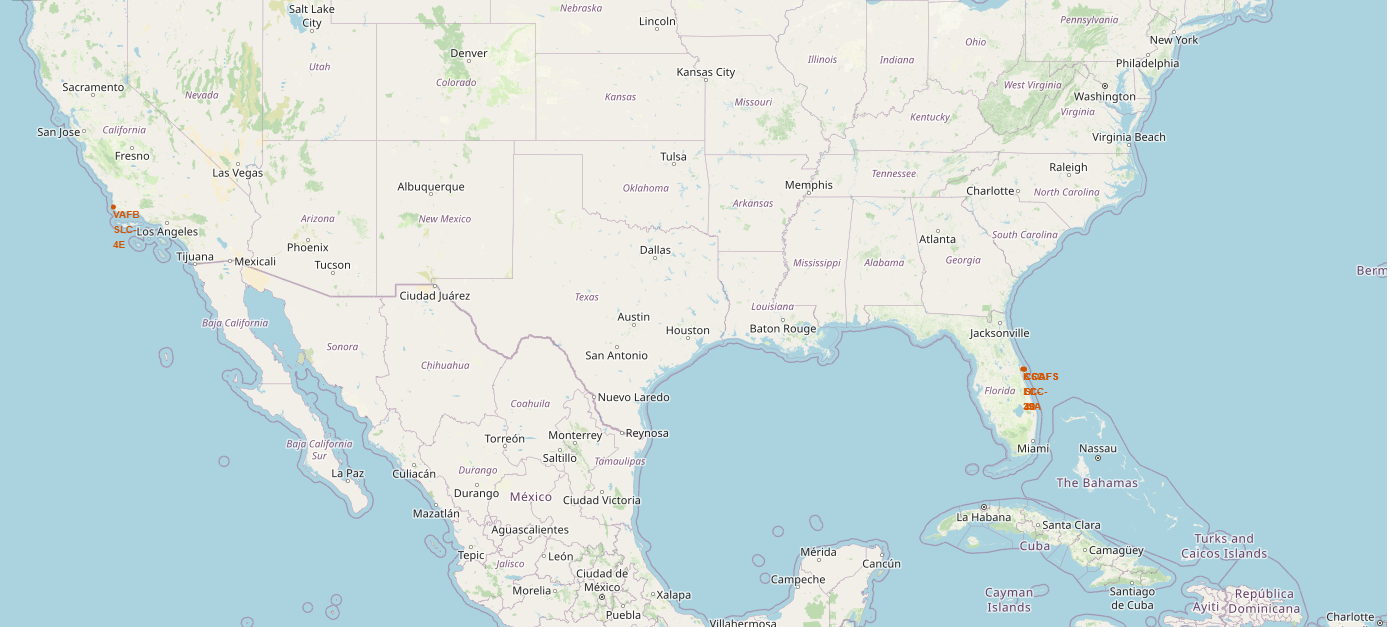 Salt Lake
City
Nebraska
Lincoln
Pennsylvania
New York
Ohio
Denver
Utah
Colorado
Kansas City
Illinois
Indiana
Philadelphia
Sacramento
Nevada
Kansas
Missouri
West Virginia
Washington
Virginia
Kentucky
San Jose
California
Virginia Beach
Fresno
Las Vegas
Tulsa
Raleigh
Tennessee
Albuquerque
Oklahoma
Memphis
Charlotte
North Carolina
Arkansas
VAFB
SLC-
4E
Los Angeles
Arizona
New Mexico
Phoenix
Atlanta
South Carolina
Georgia
Tijuana
Mexicali
Tucson
Dallas
Mississippi
Alabama
Ciudad Juárez
Texas
Louisiana
Baja California
Austin
Houston
Baton Rouge
Jacksonville
Sonora
San Antonio
Chihuahua
Florida
Coahuila
Nuevo Laredo
Torreón
Monterrey
Reynosa
Baja California
Sur
Saltillo
Tamaulipas
Miami
Nassau
La Paz
Culiacán
Durango
Durango
México
Ciudad Victoria
The Bahamas
Mazatlán
Aguascalientes
La Habana
Santa Clara
Cuba
Camagüey
Turks and
Caicos Islands
Tepic
Jalisco
León
Mérida
Cancún
Ciudad de
México
Campeche
Morelia
Xalapa
Puebla
Villahermosa
Cayman
Islands
Santiago
de Cuba
Ayiti
República
Dominicana
Charlotte